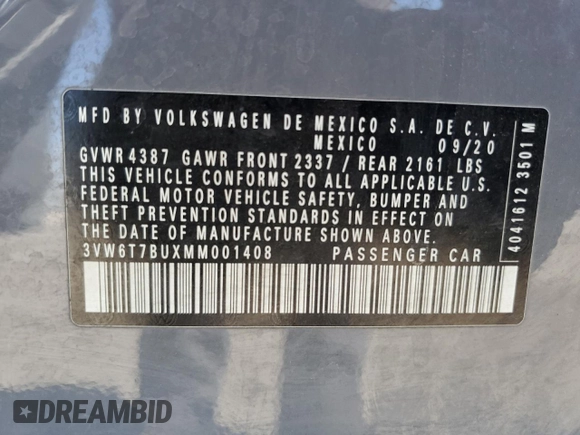 MFD BY VOLKSWAGEN DE MEXICO S.A. DE C.V.
MEXICO 09/20
GVWR 4387 GAWR FRONT 2337 / REAR 2161 LBS
THIS VEHICLE CONFORMS TO ALL APPLICABLE U.S.
FEDERAL MOTOR VEHICLE SAFETY, BUMPER AND
THEFT PREVENTION STANDARDS IN EFFECT ON
THE DATE OF MANUFACTURE SHOWN ABOVE.
3VW6T7BUXMM001408 PASSENGER CAR
4041612 3501 M
DREAMBID